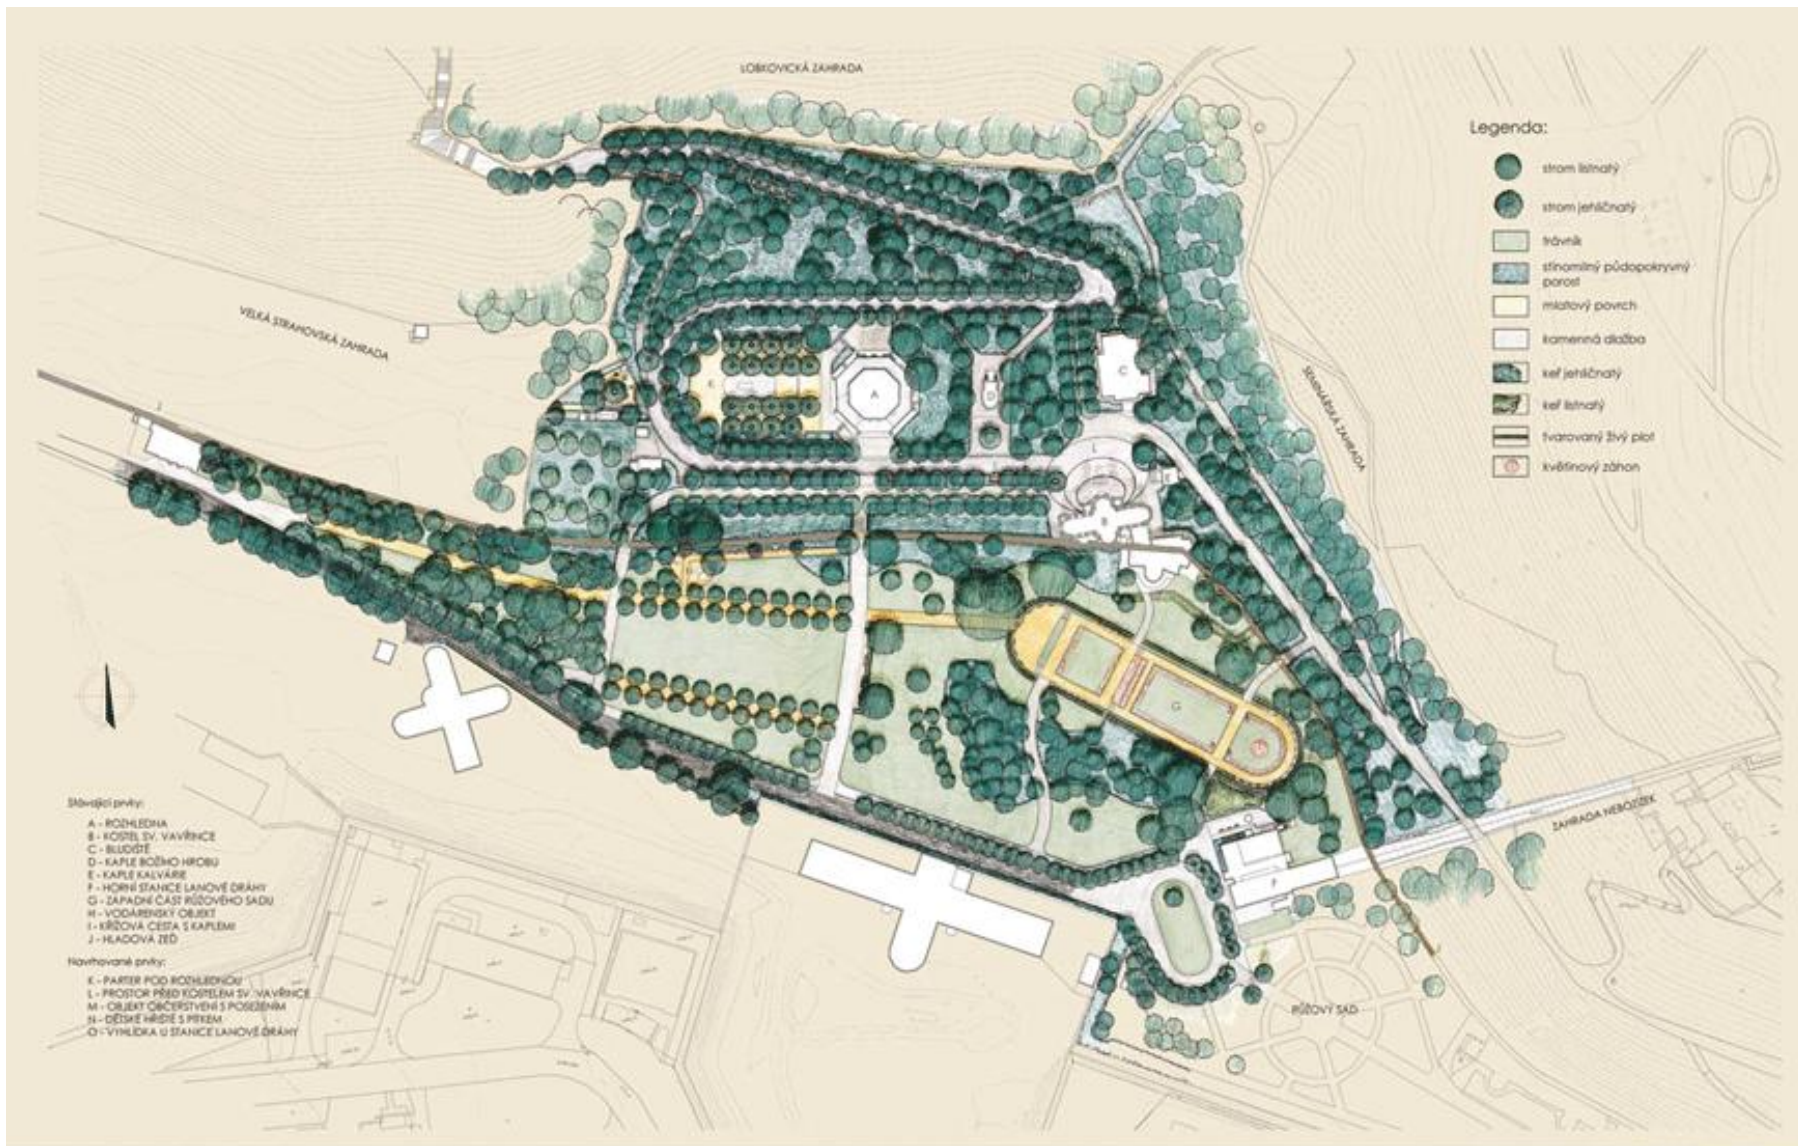 LOBKOVICKÁ ZAHRADA
VELKÁ STRAHOVSKÁ ZAHRADA
SEMINÁŘSKÁ ZAHRADA
ZAHRADA NEBOZÍZEK
RŮŽOVÝ SAD
Legenda:
strom listnatý
strom jehličnatý
trávník
stínomilný půdopokryvný
porost
mlatový povrch
kamenná dlažba
keř jehličnatý
keř listnatý
tvarovaný živý plot
květinový záhon
J
K
A
D
C
L
B
G
F
Stávající prvky:
A - ROZHLEDNA
B - KOSTEL SV. VAVŘINCE
C - BLUDIŠTĚ
D - KAPLE BOŽÍHO HROBU
E - KAPLE KALVÁRIE
F - HORNÍ STANICE LANOVÉ DRÁHY
G - ZÁPADNÍ ČÁST RŮŽOVÉHO SADU
H - VODÁRENSKÝ OBJEKT
I - KŘÍŽOVÁ CESTA S KAPLEMI
J - HLADOVÁ ZEĎ
Navrhované prvky:
K - PARTER POD ROZHLEDNOU
L - PROSTOR PŘED KOSTELEM SV. VAVŘINCE
M - OBJEKT OBČERSTVENÍ S POSEZENÍM
N - DĚTSKÉ HŘIŠTĚ S PÍTKEM
O - VYHLÍDKA U STANICE LANOVÉ DRÁHY